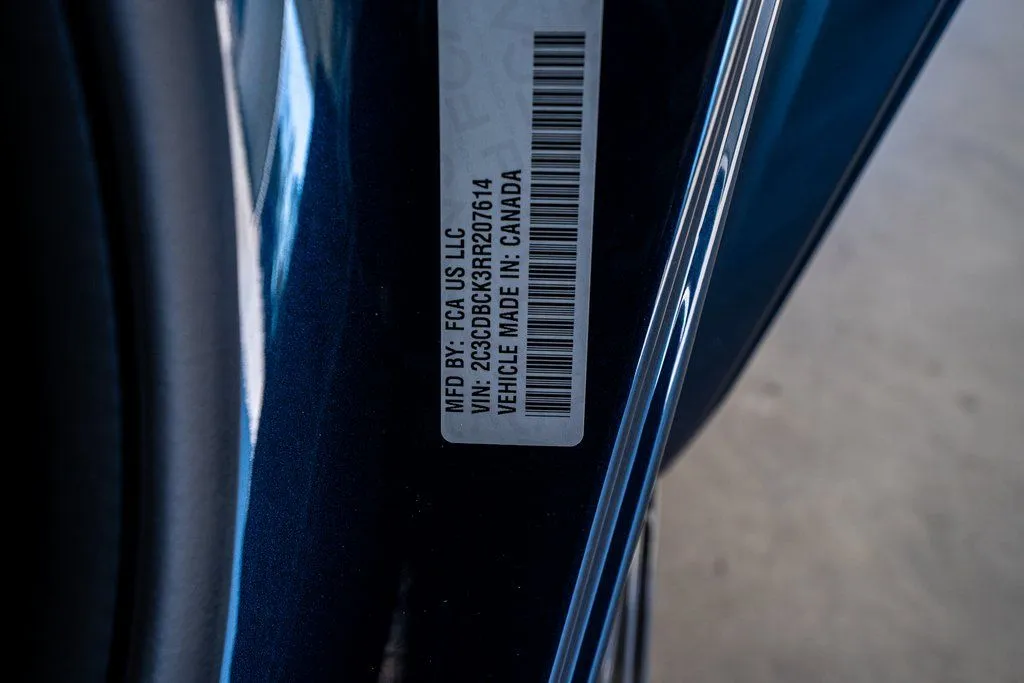 MFD BY: FCA US LLC
VIN: 2C3CDBCK3RR207614
VEHICLE MADE IN: CANADA